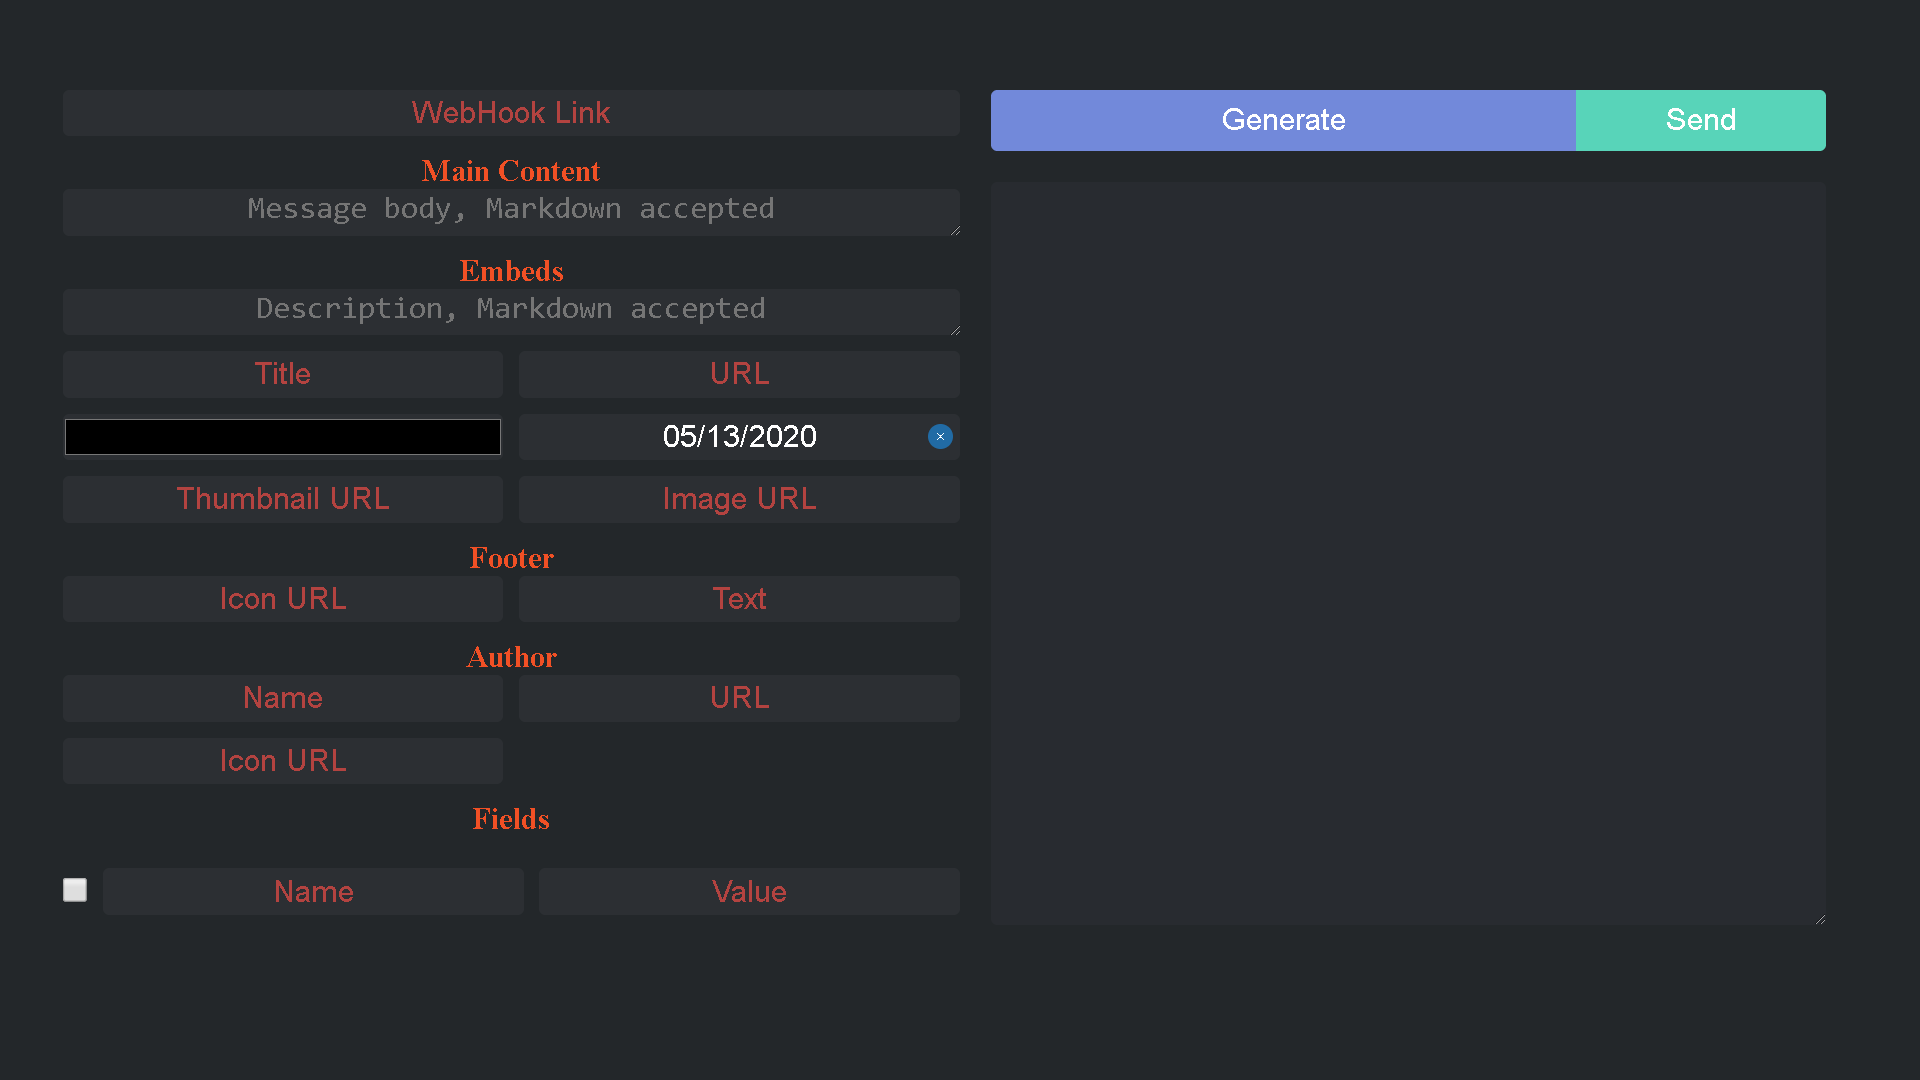 WebHook Link
Generate
Send
Main Content
Message body, Markdown accepted
Embeds
Description, Markdown accepted
Title
URL
05/13/2020
Thumbnail URL
Image URL
Footer
Icon URL
Text
Author
Name
URL
Icon URL
Fields
Name
Value